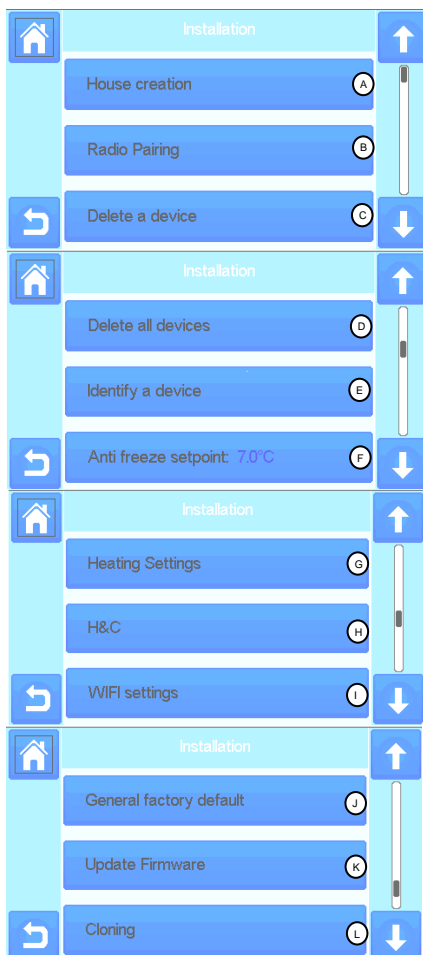 Installation
House creation A
Radio Pairing B
Delete a device C
Installation
Delete all devices D
Identify a device E
Anti freeze setpoint: 7.0°C F
Installation
Heating Settings G
H&C H
WIFI settings I
Installation
General factory default J
Update Firmware K
Cloning L